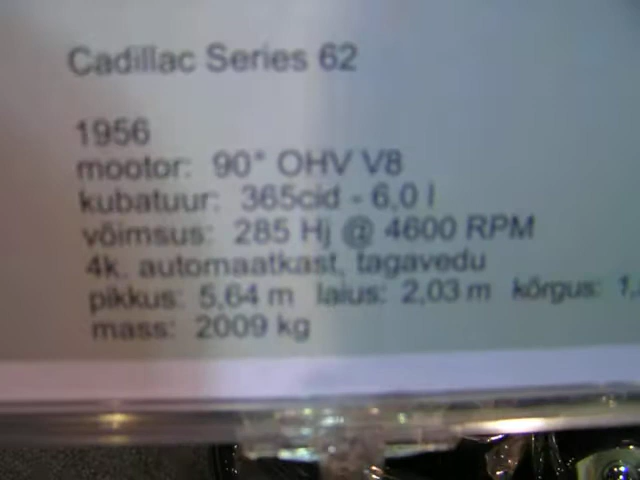 Cadillac Series 62
1956
mootor: 90° OHV V8
kubatuur: 365cid - 6,0 l
võimsus: 285 Hj @ 4600 RPM
4k. automaatkast, tagavedu
pikkus: 5,64 m laius: 2,03 m kõrgus: 1,
mass: 2009 kg